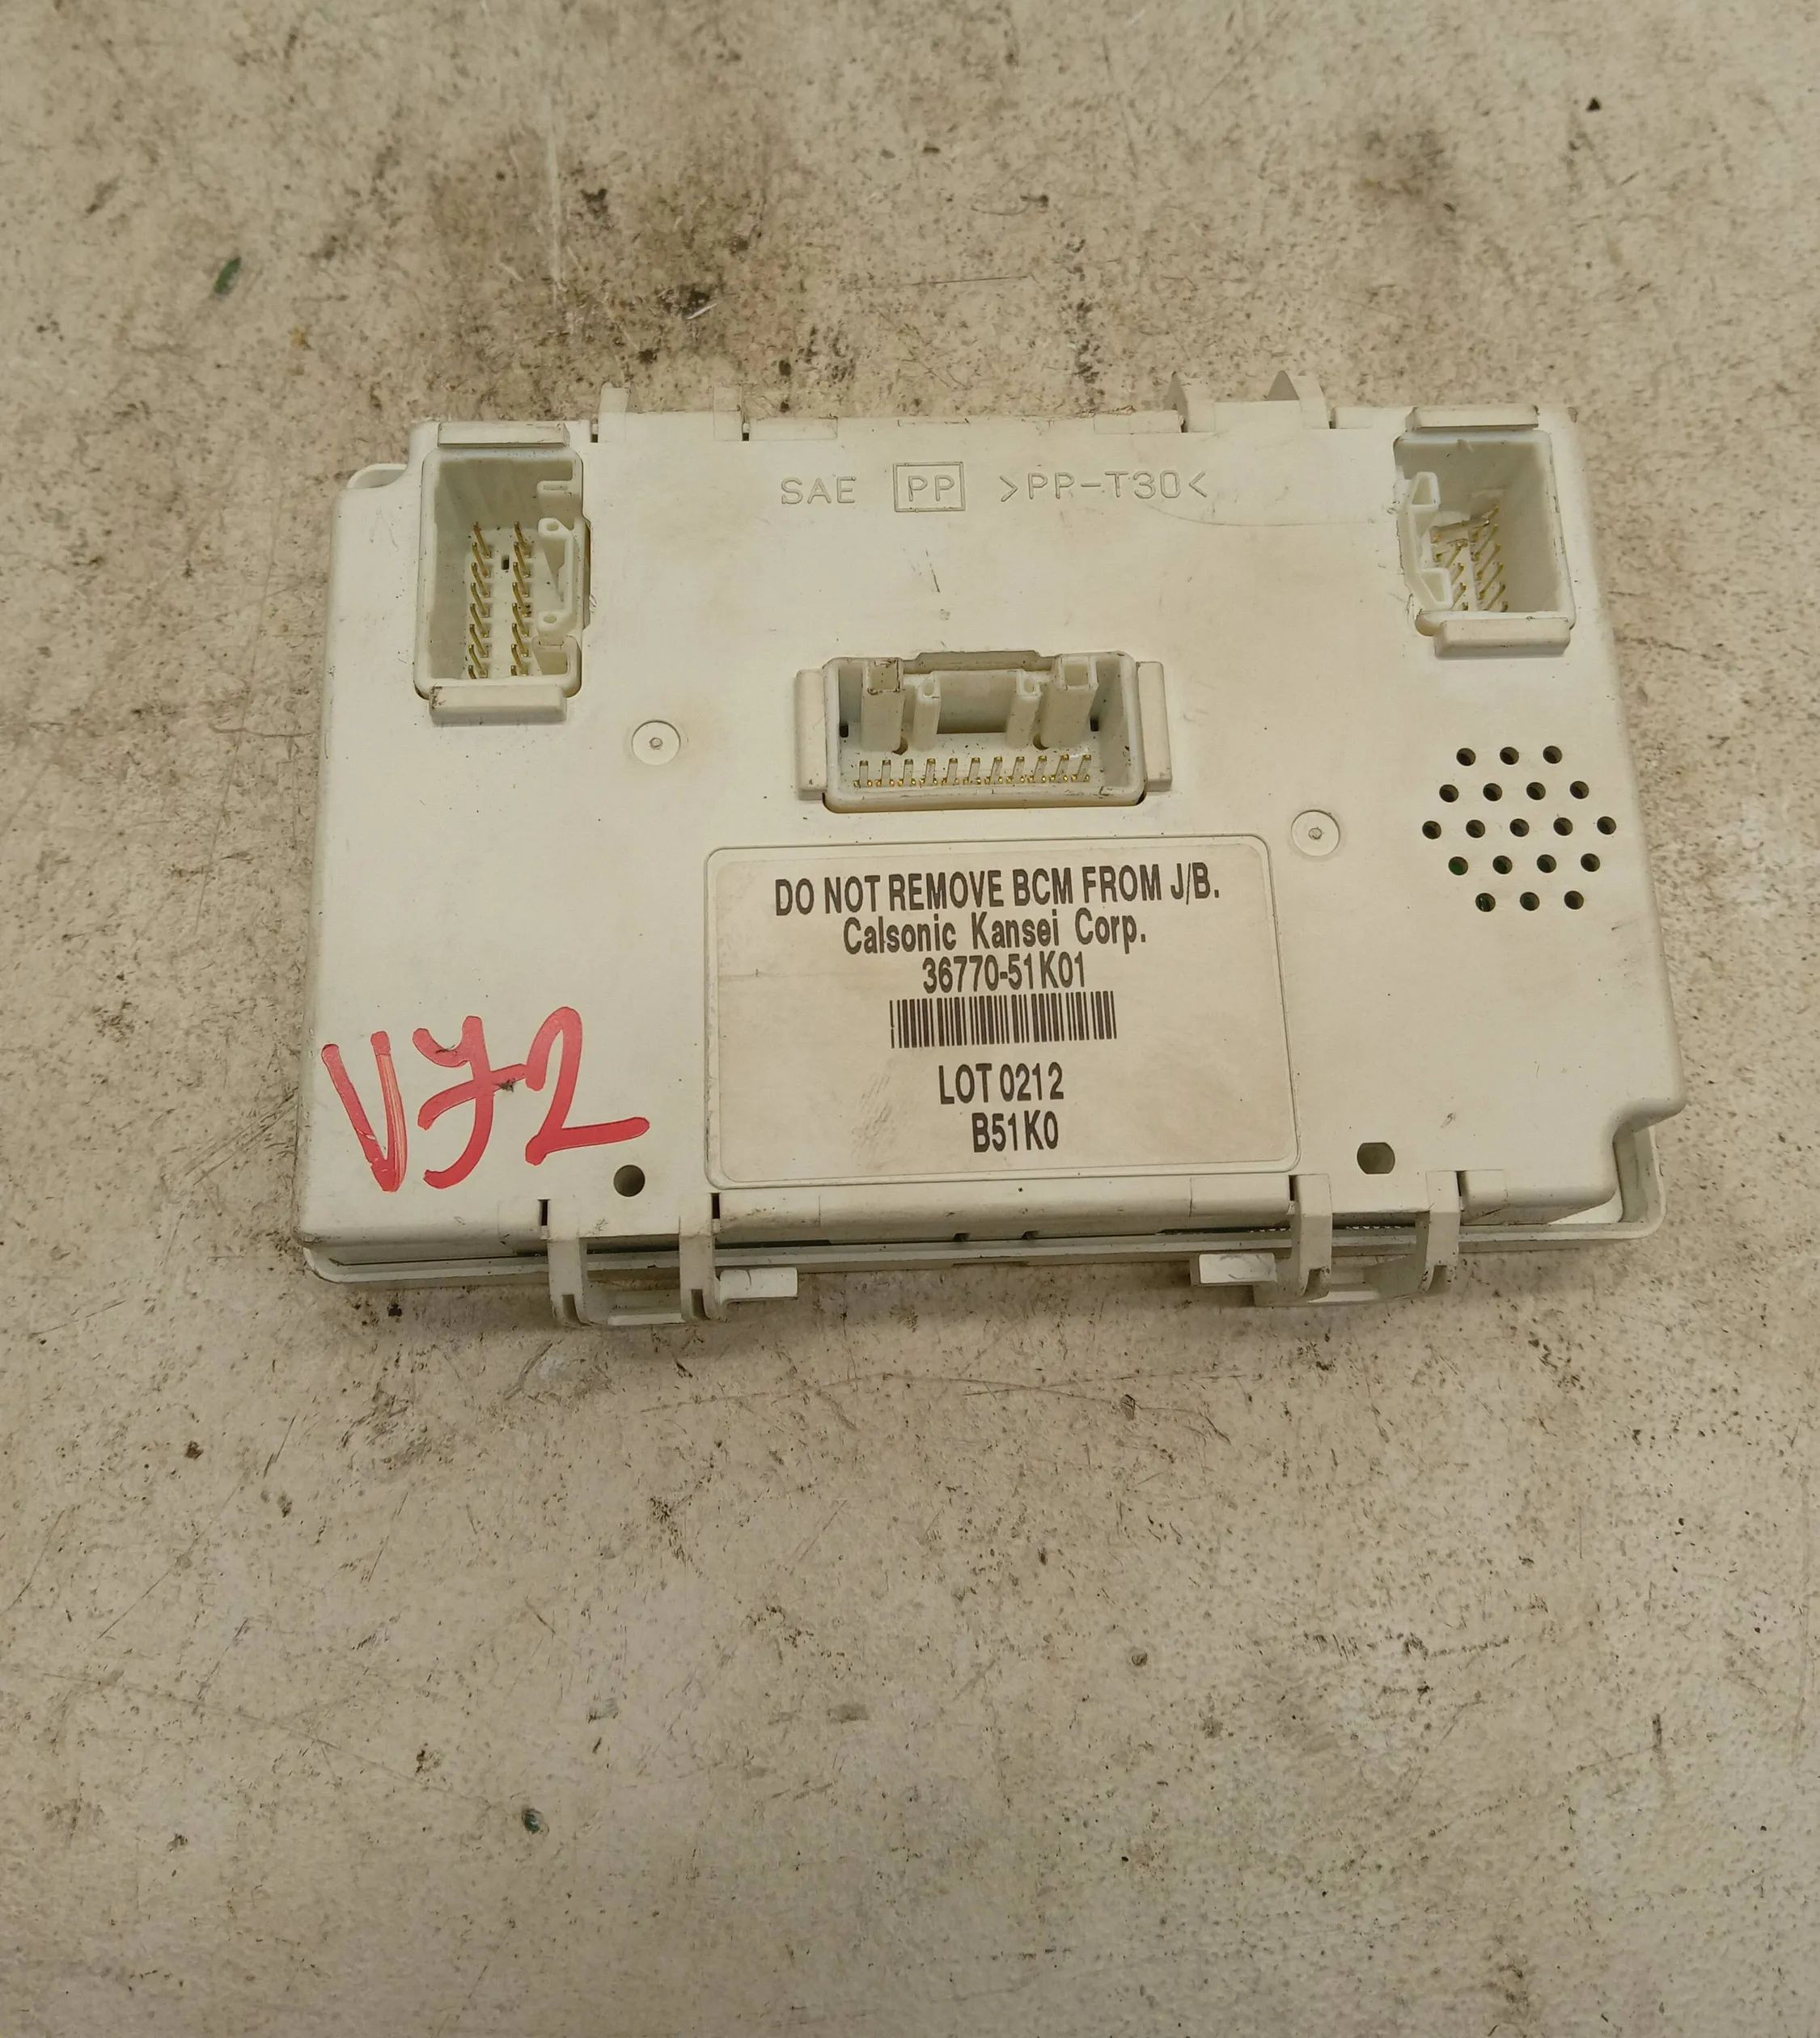 SAE PP >PP-T30<
DO NOT REMOVE BCM FROM J/B.
Calsonic Kansei Corp.
36770-51K01
LOT 0212
B51K0